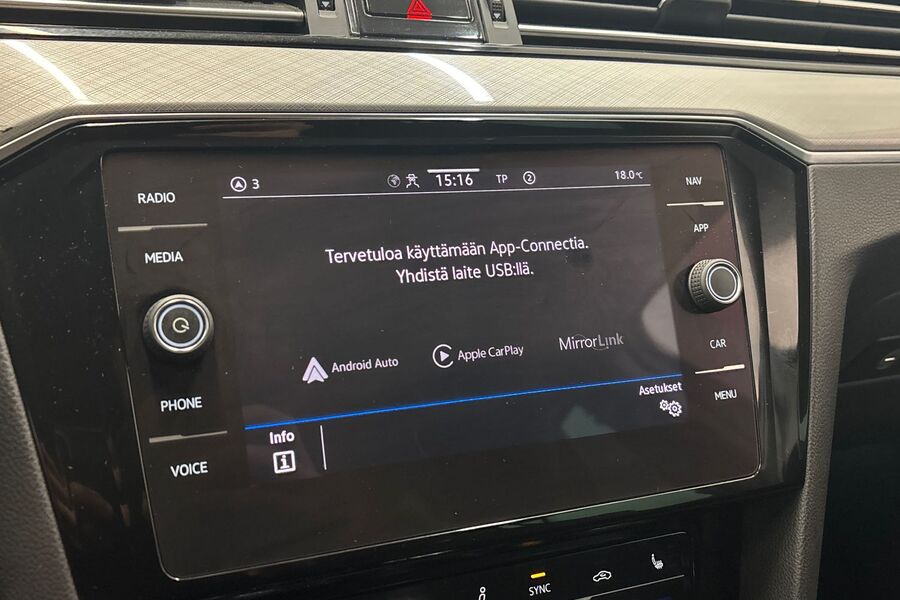 RADIO
MEDIA
PHONE
VOICE
3
15:16
TP
2
18.0°C
Tervetuloa käyttämään App-Connectia.
Yhdistä laite USB:llä.
Android Auto
Apple CarPlay
MirrorLink
Asetukset
Info
NAV
APP
CAR
MENU
SYNC